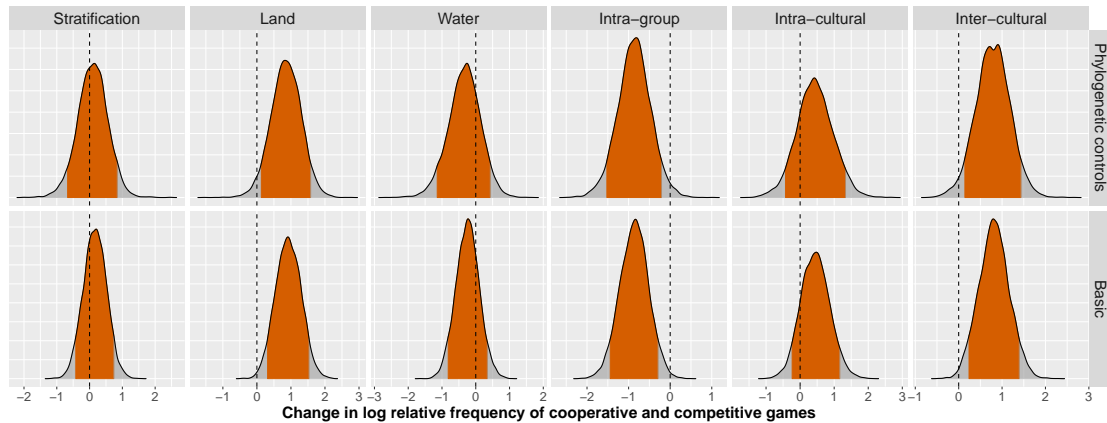 Stratification Land Water Intra−group Intra−cultural Inter−cultural
Phylogenetic controls
Basic
−2 −1 0 1 2 −1 0 1 2 3 −3 −2 −1 0 1 2 −2 −1 0 1 −1 0 1 2 3 −1 0 1 2 3
Change in log relative frequency of cooperative and competitive games